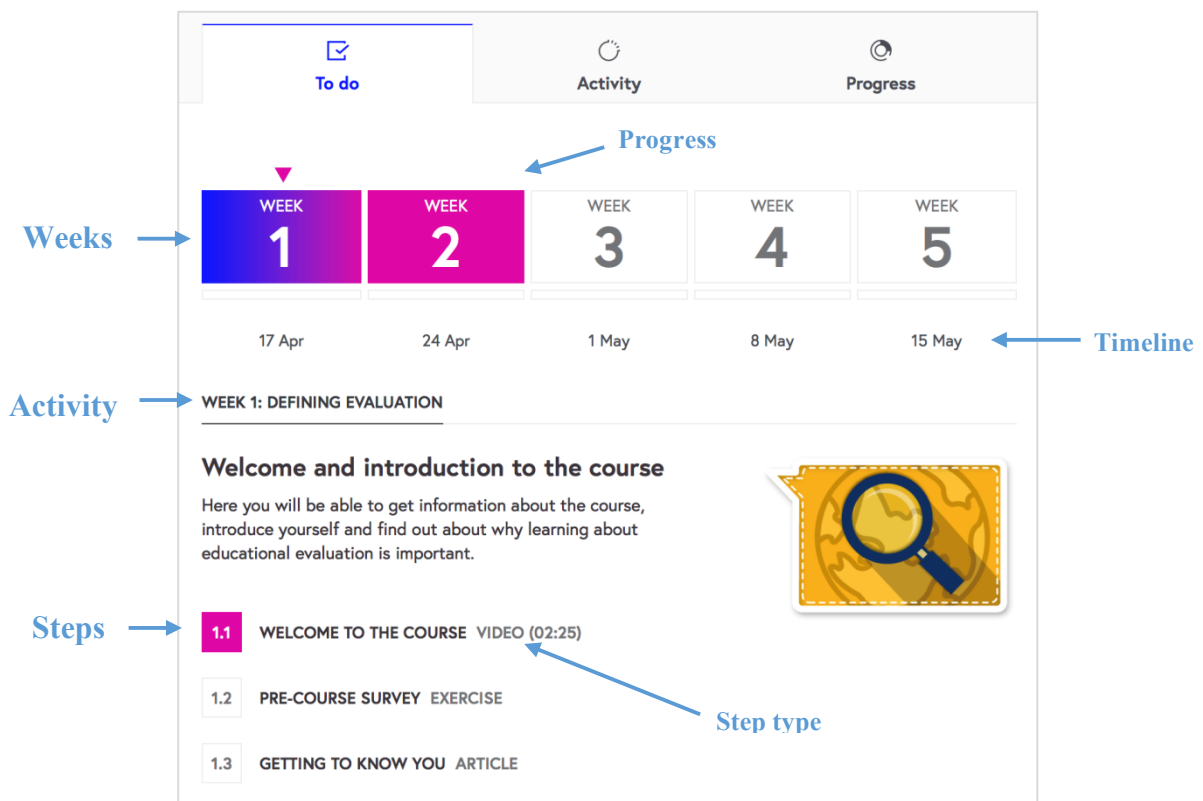 To do
Activity
Progress
Progress
Weeks
WEEK
1
WEEK
2
WEEK
3
WEEK
4
WEEK
5
17 Apr
24 Apr
1 May
8 May
15 May
Timeline
Activity
WEEK 1: DEFINING EVALUATION
Welcome and introduction to the course
Here you will be able to get information about the course,
introduce yourself and find out about why learning about
educational evaluation is important.
Steps
1.1 WELCOME TO THE COURSE VIDEO (02:25)
1.2 PRE-COURSE SURVEY EXERCISE
Step type
1.3 GETTING TO KNOW YOU ARTICLE